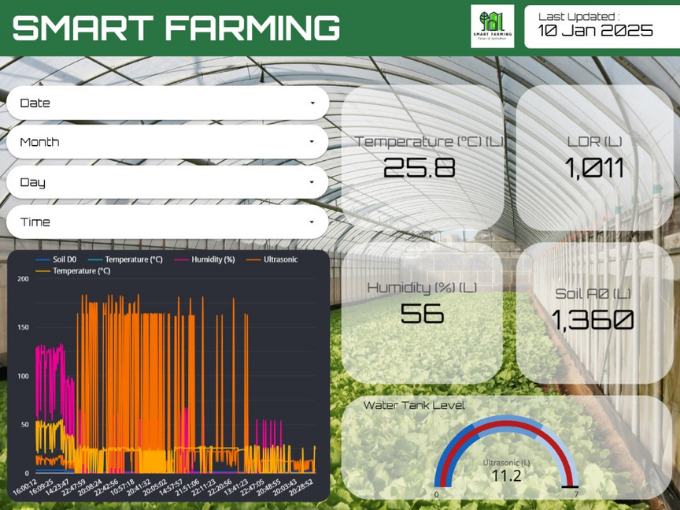 SMART FARMING
SMART FARMING
Last Updated :
10 Jan 2025
Date
Month
Day
Time
Temperature (°C) (L)
25.8
LDR (L)
1,011
Humidity (%) (L)
56
Soil A0 (L)
1,360
Soil D0
Temperature (°C)
Humidity (%)
Ultrasonic
Temperature (°C)
200
150
100
50
0
16:00:12
16:09:25
14:23:47
22:47:59
20:08:24
22:42:56
10:57:18
20:41:32
20:05:02
14:57:57
21:51:06
22:11:23
22:20:56
13:41:23
22:47:05
20:48:55
20:03:43
20:28:52
Water Tank Level
Ultrasonic (L)
11.2
0
7